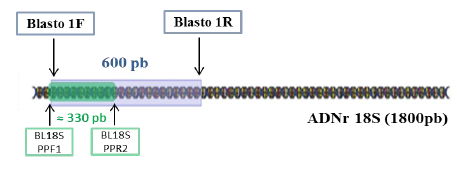 Blasto 1F
Blasto 1R
600 pb
≈ 330 pb
ADNr 18S (1800pb)
BL18S
PPF1
BL18S
PPR2